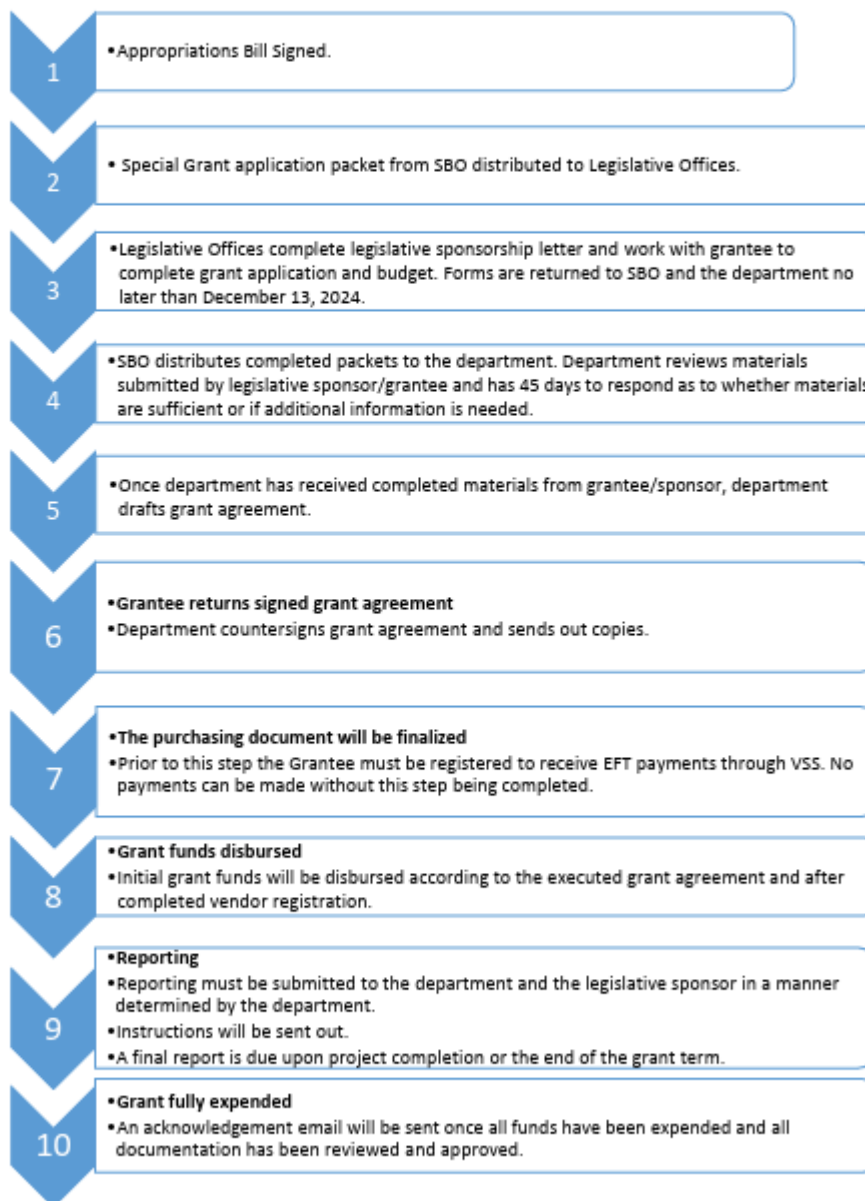 1
•Appropriations Bill Signed.
2
• Special Grant application packet from SBO distributed to Legislative Offices.
3
•Legislative Offices complete legislative sponsorship letter and work with grantee to
complete grant application and budget. Forms are returned to SBO and the department no
later than December 13, 2024.
4
•SBO distributes completed packets to the department. Department reviews materials
submitted by legislative sponsor/grantee and has 45 days to respond as to whether materials
are sufficient or if additional information is needed.
5
•Once department has received completed materials from grantee/sponsor, department
drafts grant agreement.
6
•Grantee returns signed grant agreement
•Department countersigns grant agreement and sends out copies.
7
•The purchasing document will be finalized
•Prior to this step the Grantee must be registered to receive EFT payments through VSS. No
payments can be made without this step being completed.
8
•Grant funds disbursed
•Initial grant funds will be disbursed according to the executed grant agreement and after
completed vendor registration.
9
•Reporting
•Reporting must be submitted to the department and the legislative sponsor in a manner
determined by the department.
•Instructions will be sent out.
•A final report is due upon project completion or the end of the grant term.
10
•Grant fully expended
•An acknowledgement email will be sent once all funds have been expended and all
documentation has been reviewed and approved.